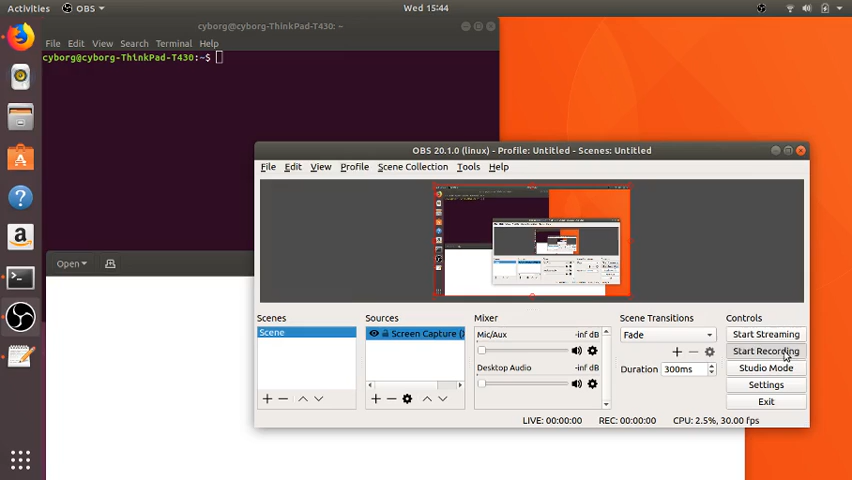 Activities OBS Wed 15:44
cyborg@cyborg-ThinkPad-T430: ~
File Edit View Search Terminal Help
cyborg@cyborg-ThinkPad-T430:~$
Open
OBS 20.1.0 (linux) - Profile: Untitled - Scenes: Untitled
File Edit View Profile Scene Collection Tools Help
Scenes Sources Mixer Scene Transitions Controls
Scene
Screen Capture (
Mic/Aux -inf dB
Desktop Audio -inf dB
Fade
Duration 300ms
Start Streaming
Start Recording
Studio Mode
Settings
Exit
LIVE: 00:00:00 REC: 00:00:00 CPU: 2.5%, 30.00 fps